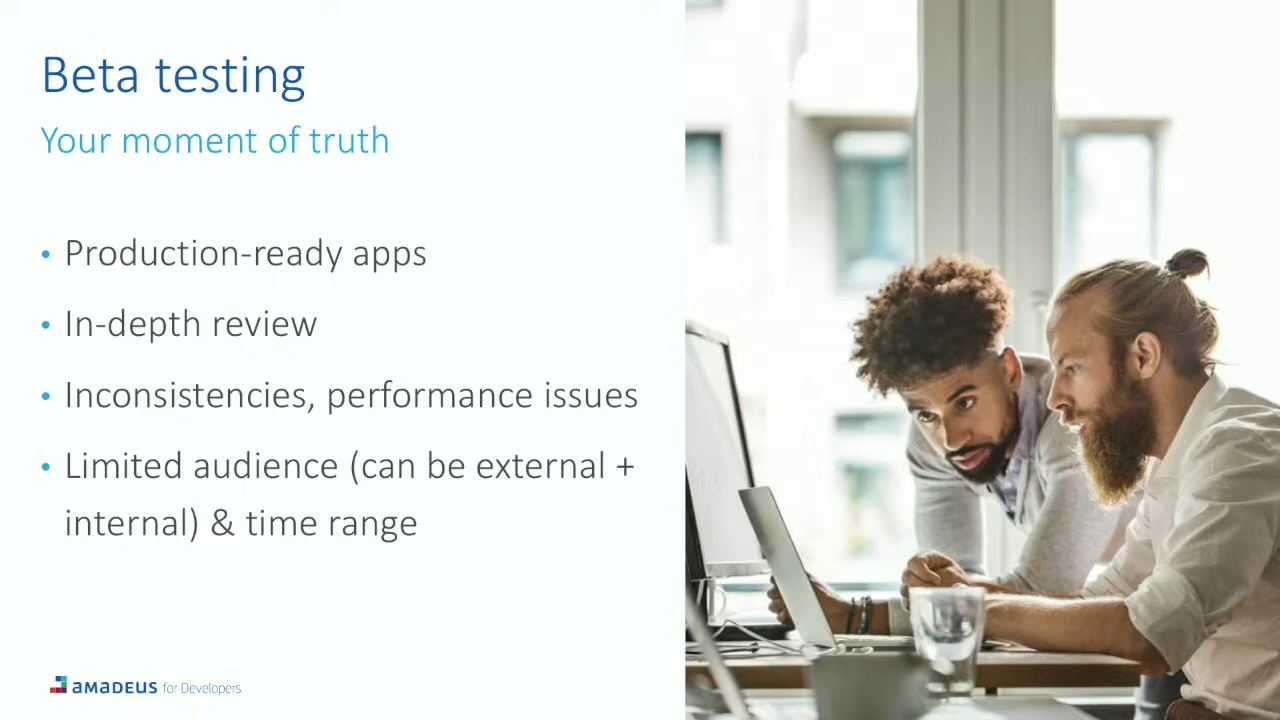 Beta testing
Your moment of truth
• Production-ready apps
• In-depth review
• Inconsistencies, performance issues
• Limited audience (can be external +
internal) & time range
amadeus for Developers